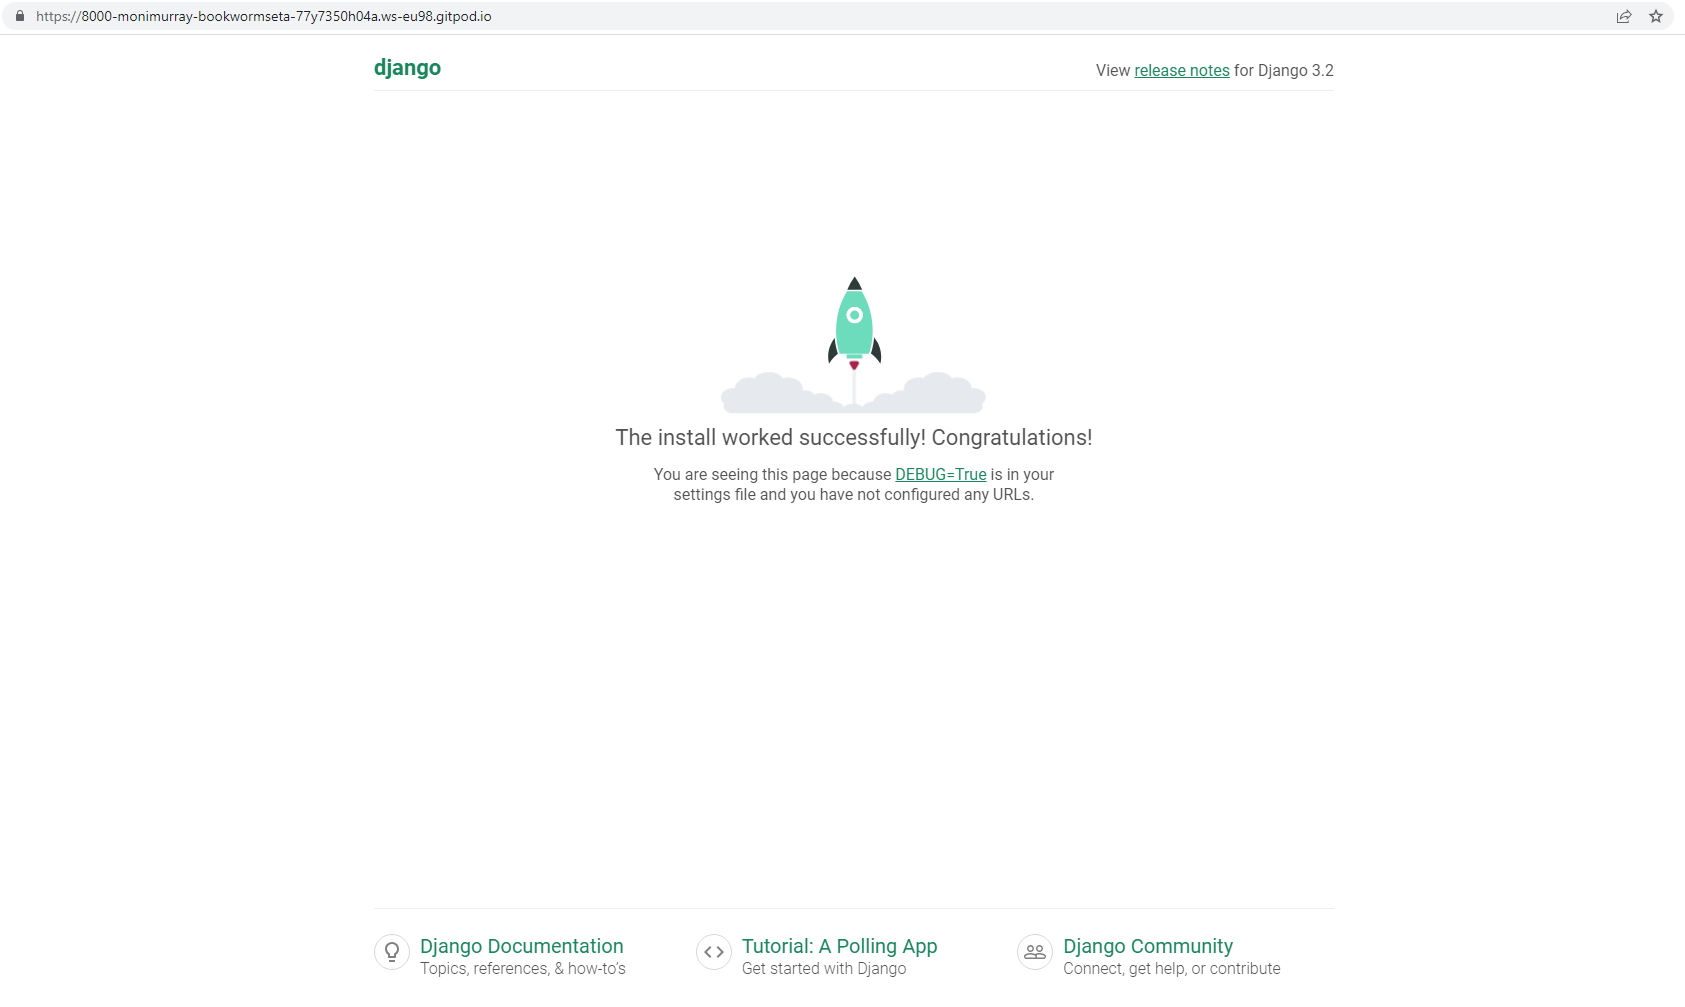 https://8000-monimurray-bookwormseta-77y7350h04a.ws-eu98.gitpod.io
django
View release notes for Django 3.2
The install worked successfully! Congratulations!
You are seeing this page because DEBUG=True is in your
settings file and you have not configured any URLs.
Django Documentation
Topics, references, & how-to’s
Tutorial: A Polling App
Get started with Django
Django Community
Connect, get help, or contribute